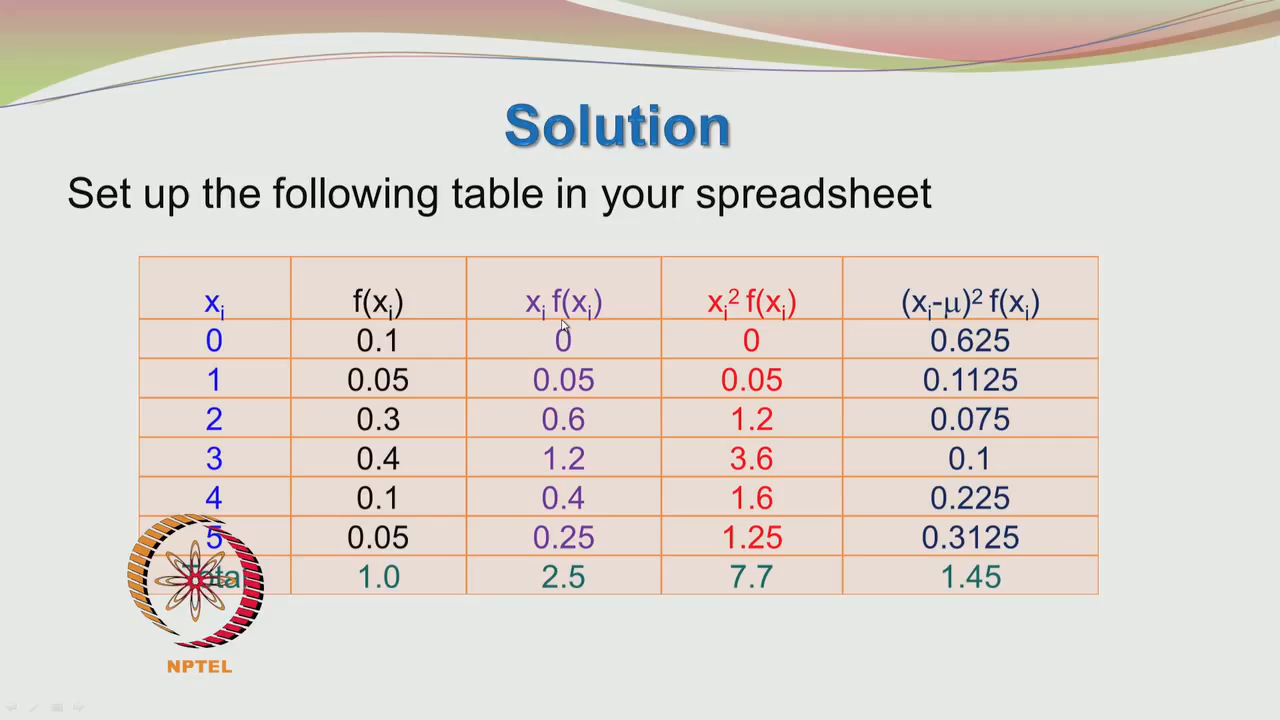 Solution
Set up the following table in your spreadsheet
xi f(xi) xi f(xi) xi² f(xi) (xi-μ)² f(xi)
0 0.1 0 0 0.625
1 0.05 0.05 0.05 0.1125
2 0.3 0.6 1.2 0.075
3 0.4 1.2 3.6 0.1
4 0.1 0.4 1.6 0.225
5 0.05 0.25 1.25 0.3125
1.0 2.5 7.7 1.45
NPTEL